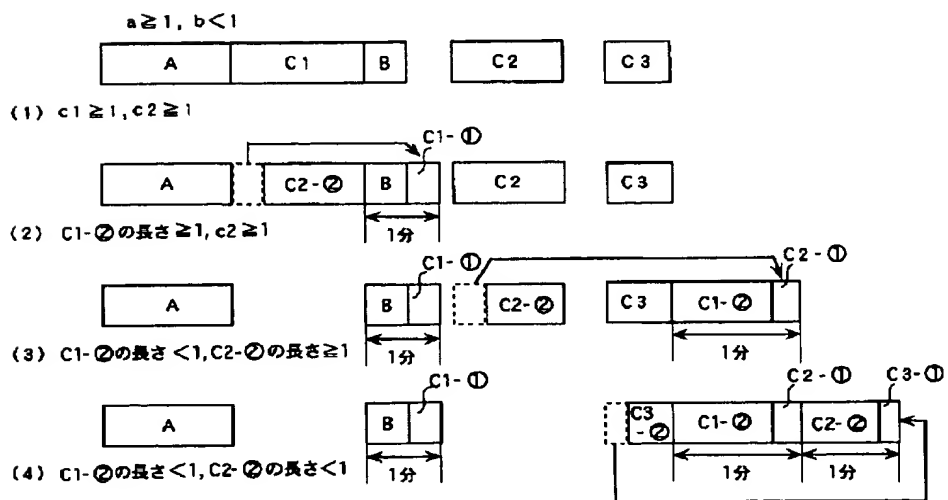 a≧1, b<1
A C1 B C2 C3
(1) c1≧1, c2≧1
C1-①
A C2-② B C2 C3
(2) C1-②の長さ≧1, c2≧1
1分
C1-① C2-①
A B C2-② C3 C1-②
(3) C1-②の長さ<1, C2-②の長さ≧1
1分 1分
C1-① C2-① C3-①
A B C3-② C1-② C2-②
(4) C1-②の長さ<1, C2-②の長さ<1
1分 1分 1分